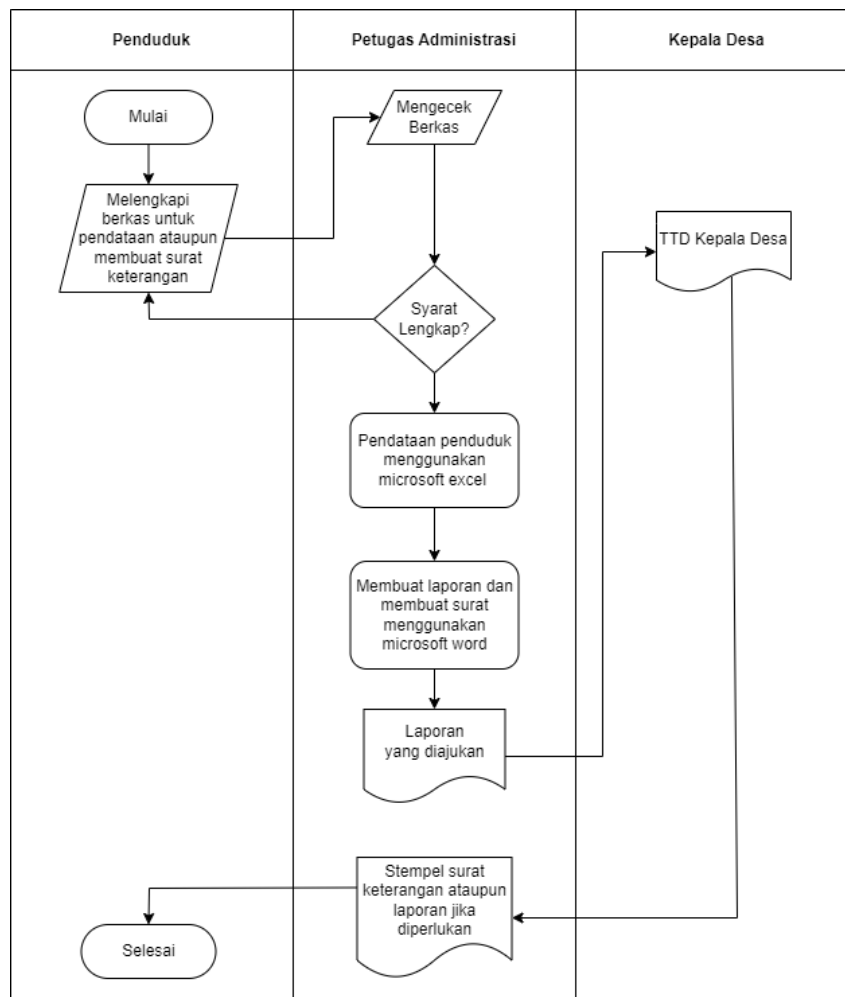 Penduduk
Petugas Administrasi
Kepala Desa
Mulai
Mengecek
Berkas
Melengkapi
berkas untuk
pendataan ataupun
membuat surat
keterangan
TTD Kepala Desa
Syarat
Lengkap?
Pendataan penduduk
menggunakan
microsoft excel
Membuat laporan dan
membuat surat
menggunakan
microsoft word
Laporan
yang diajukan
Stempel surat
keterangan ataupun
laporan jika
diperlukan
Selesai